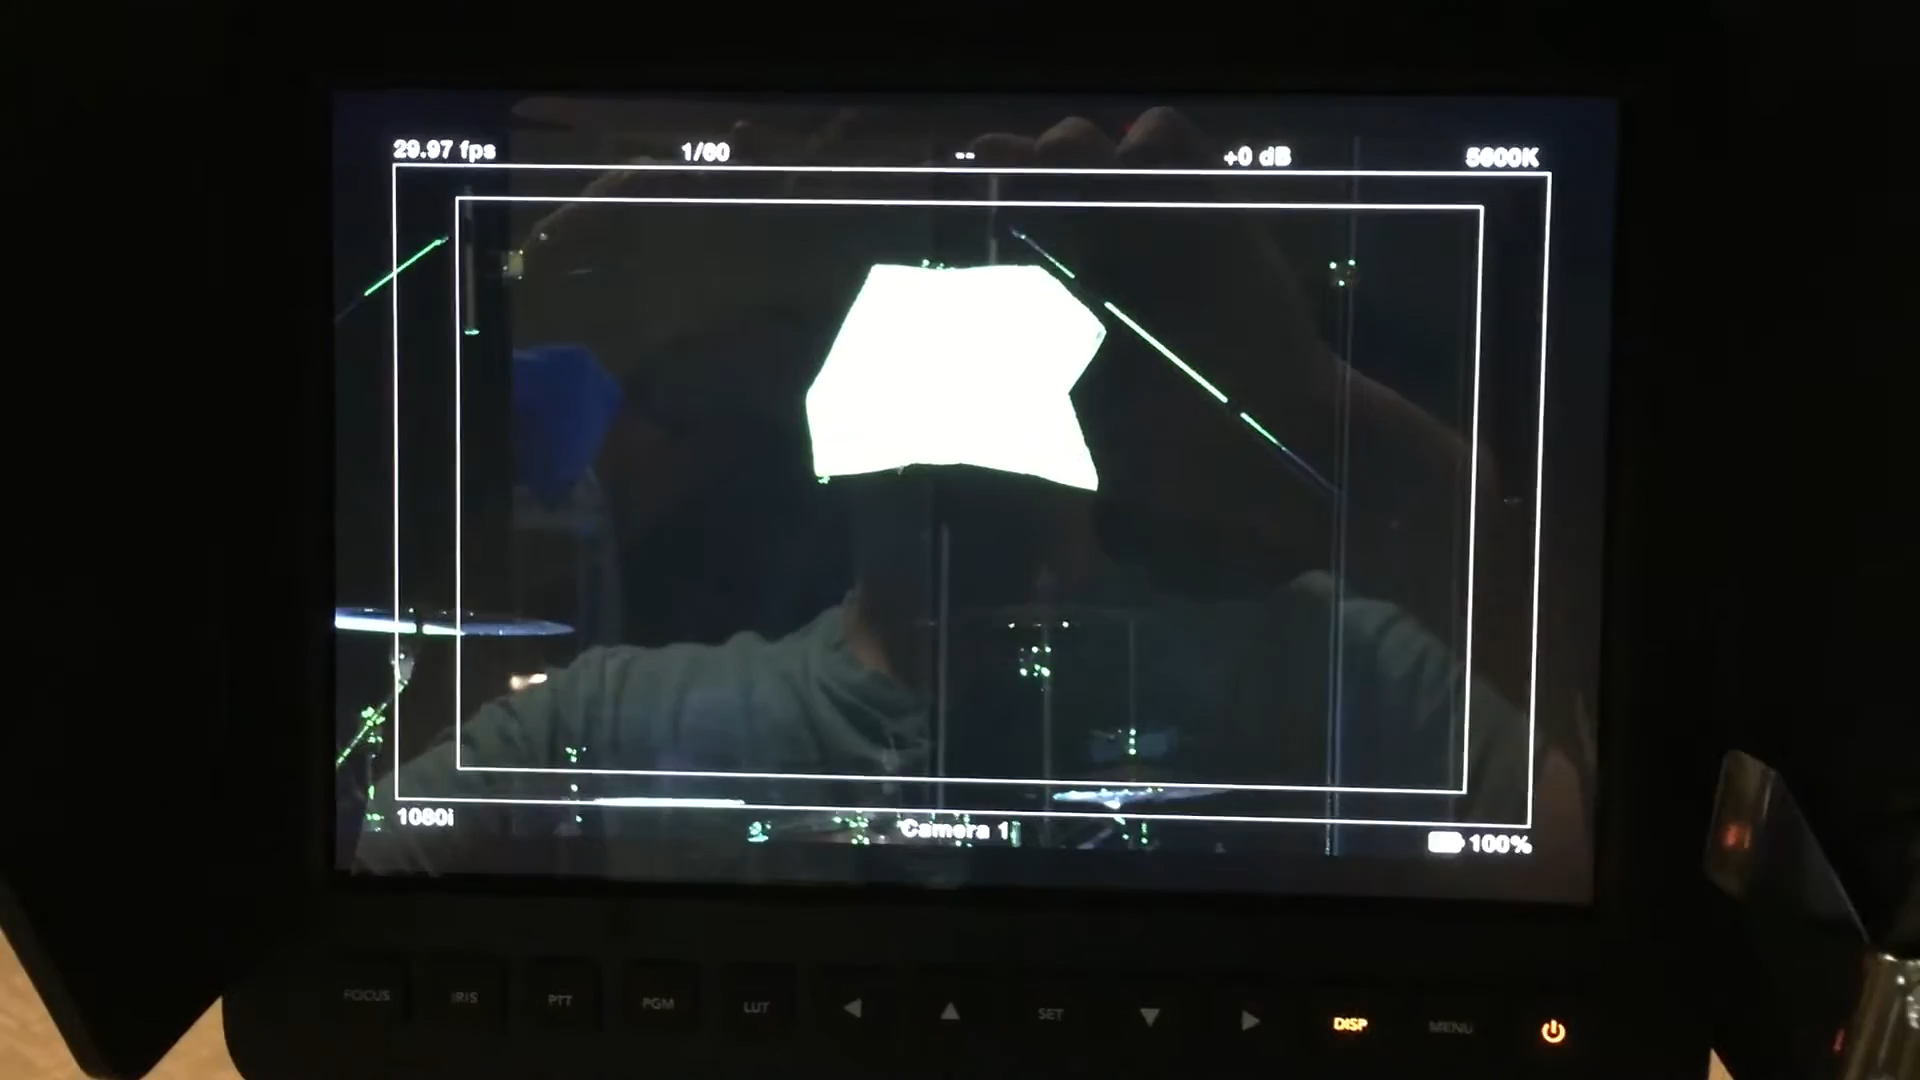 29.97 fps 1/60 -- +0 dB 5600K
1080i Camera 1 100%
FOCUS IRIS PTT PGM LUT SET DISP MENU